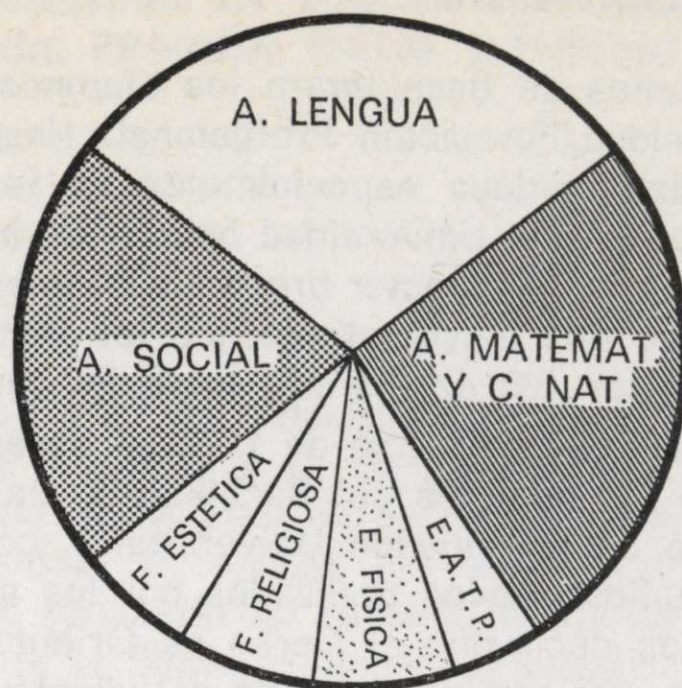 A. LENGUA
A. SOCIAL
A. MATEMAT.
Y C. NAT.
F. ESTETICA
F. RELIGIOSA
E. FISICA
E.A.T.P.